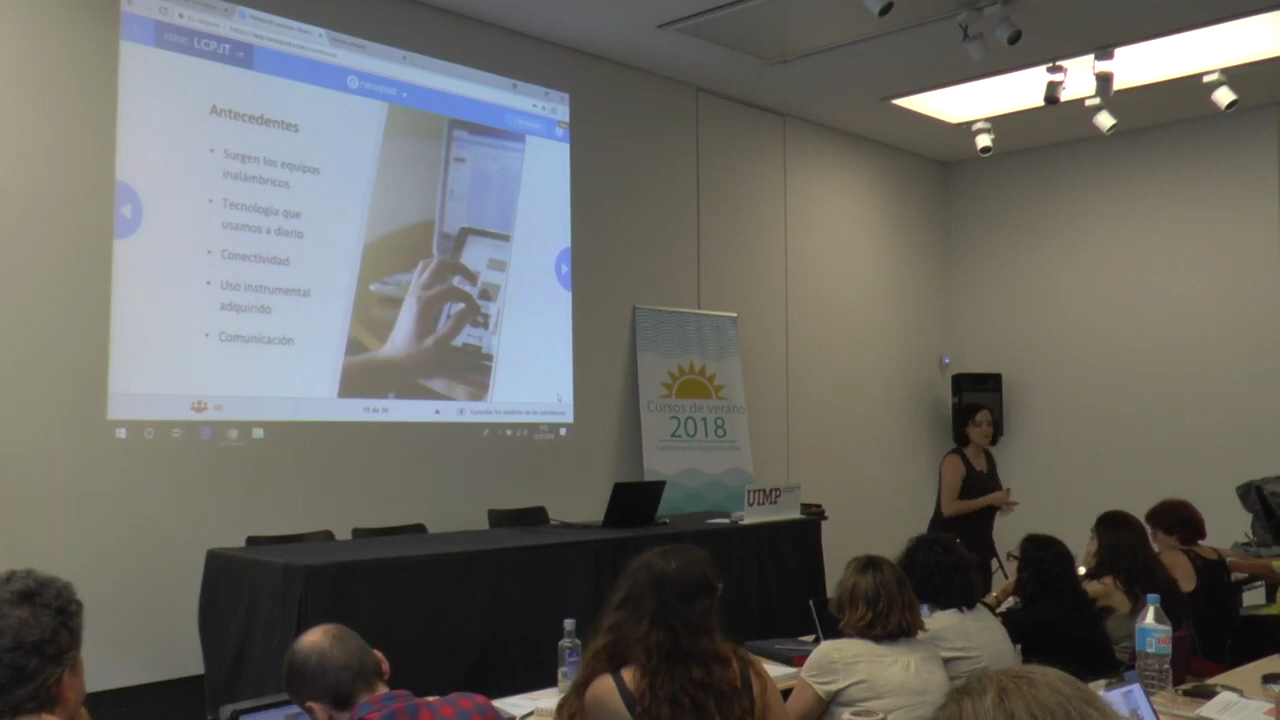 CODE: LCPJT
nearpod
Antecedentes
• Surgen los equipos
inalámbricos
• Tecnología que
usamos a diario
• Conectividad
• Uso instrumental
adquirido
• Comunicación
Cursos de verano
2018
UIMP